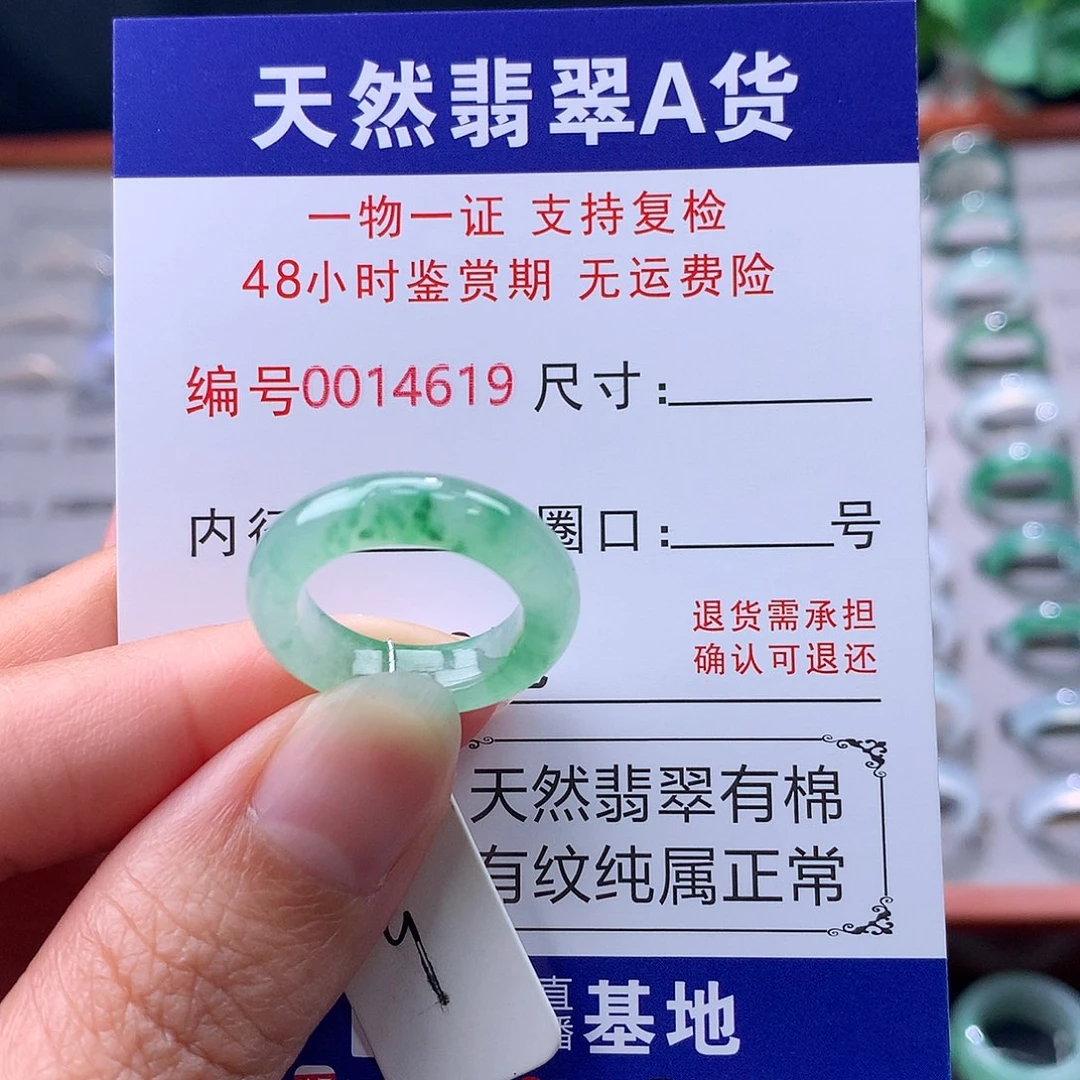 天然翡翠A货
一物一证 支持复检
48小时鉴赏期 无运费险
编号0014619 尺寸:
内径 圈口: 号
退货需承担
确认可退还
天然翡翠有棉
有纹纯属正常
直播基地